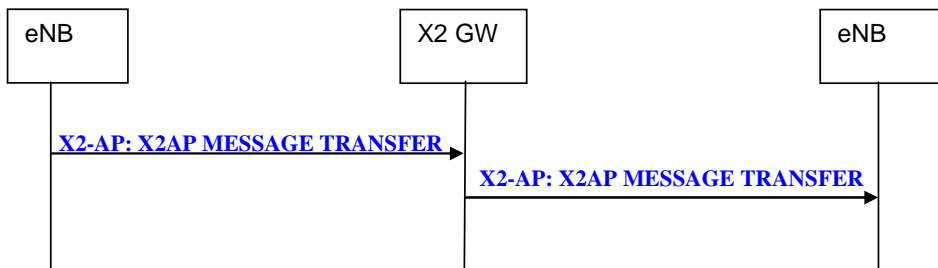 eNB
X2 GW
eNB
X2-AP: X2AP MESSAGE TRANSFER
X2-AP: X2AP MESSAGE TRANSFER